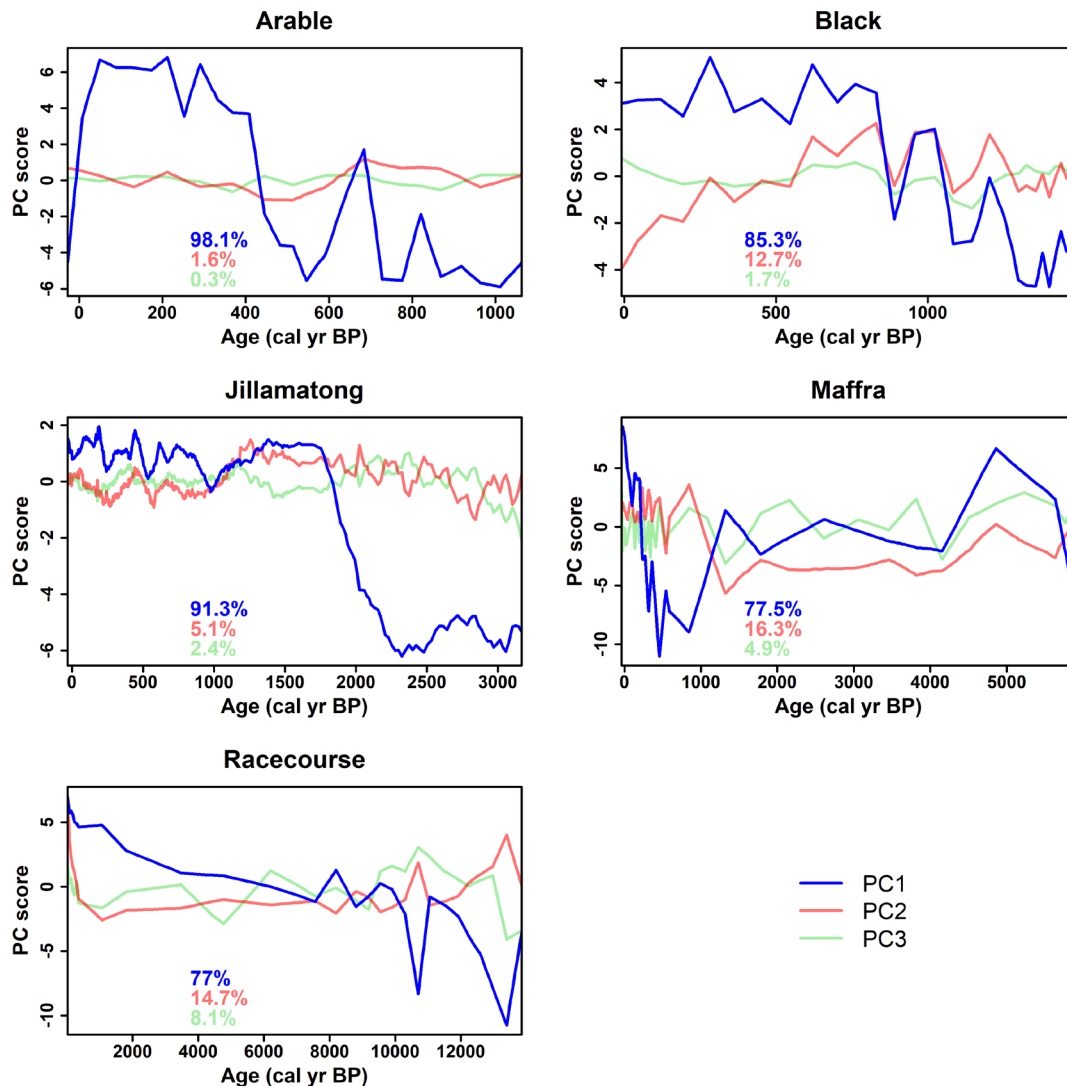 Arable
PC score
6
4
2
0
-2
-4
-6
98.1%
1.6%
0.3%
0 200 400 600 800 1000
Age (cal yr BP)
Black
PC score
4
2
0
-2
-4
85.3%
12.7%
1.7%
0 500 1000
Age (cal yr BP)
Jillamatong
PC score
2
0
-2
-4
-6
91.3%
5.1%
2.4%
0 500 1000 1500 2000 2500 3000
Age (cal yr BP)
Maffra
PC score
5
0
-5
-10
77.5%
16.3%
4.9%
0 1000 2000 3000 4000 5000
Age (cal yr BP)
Racecourse
PC score
5
0
-5
-10
77%
14.7%
8.1%
2000 4000 6000 8000 10000 12000
Age (cal yr BP)
PC1
PC2
PC3